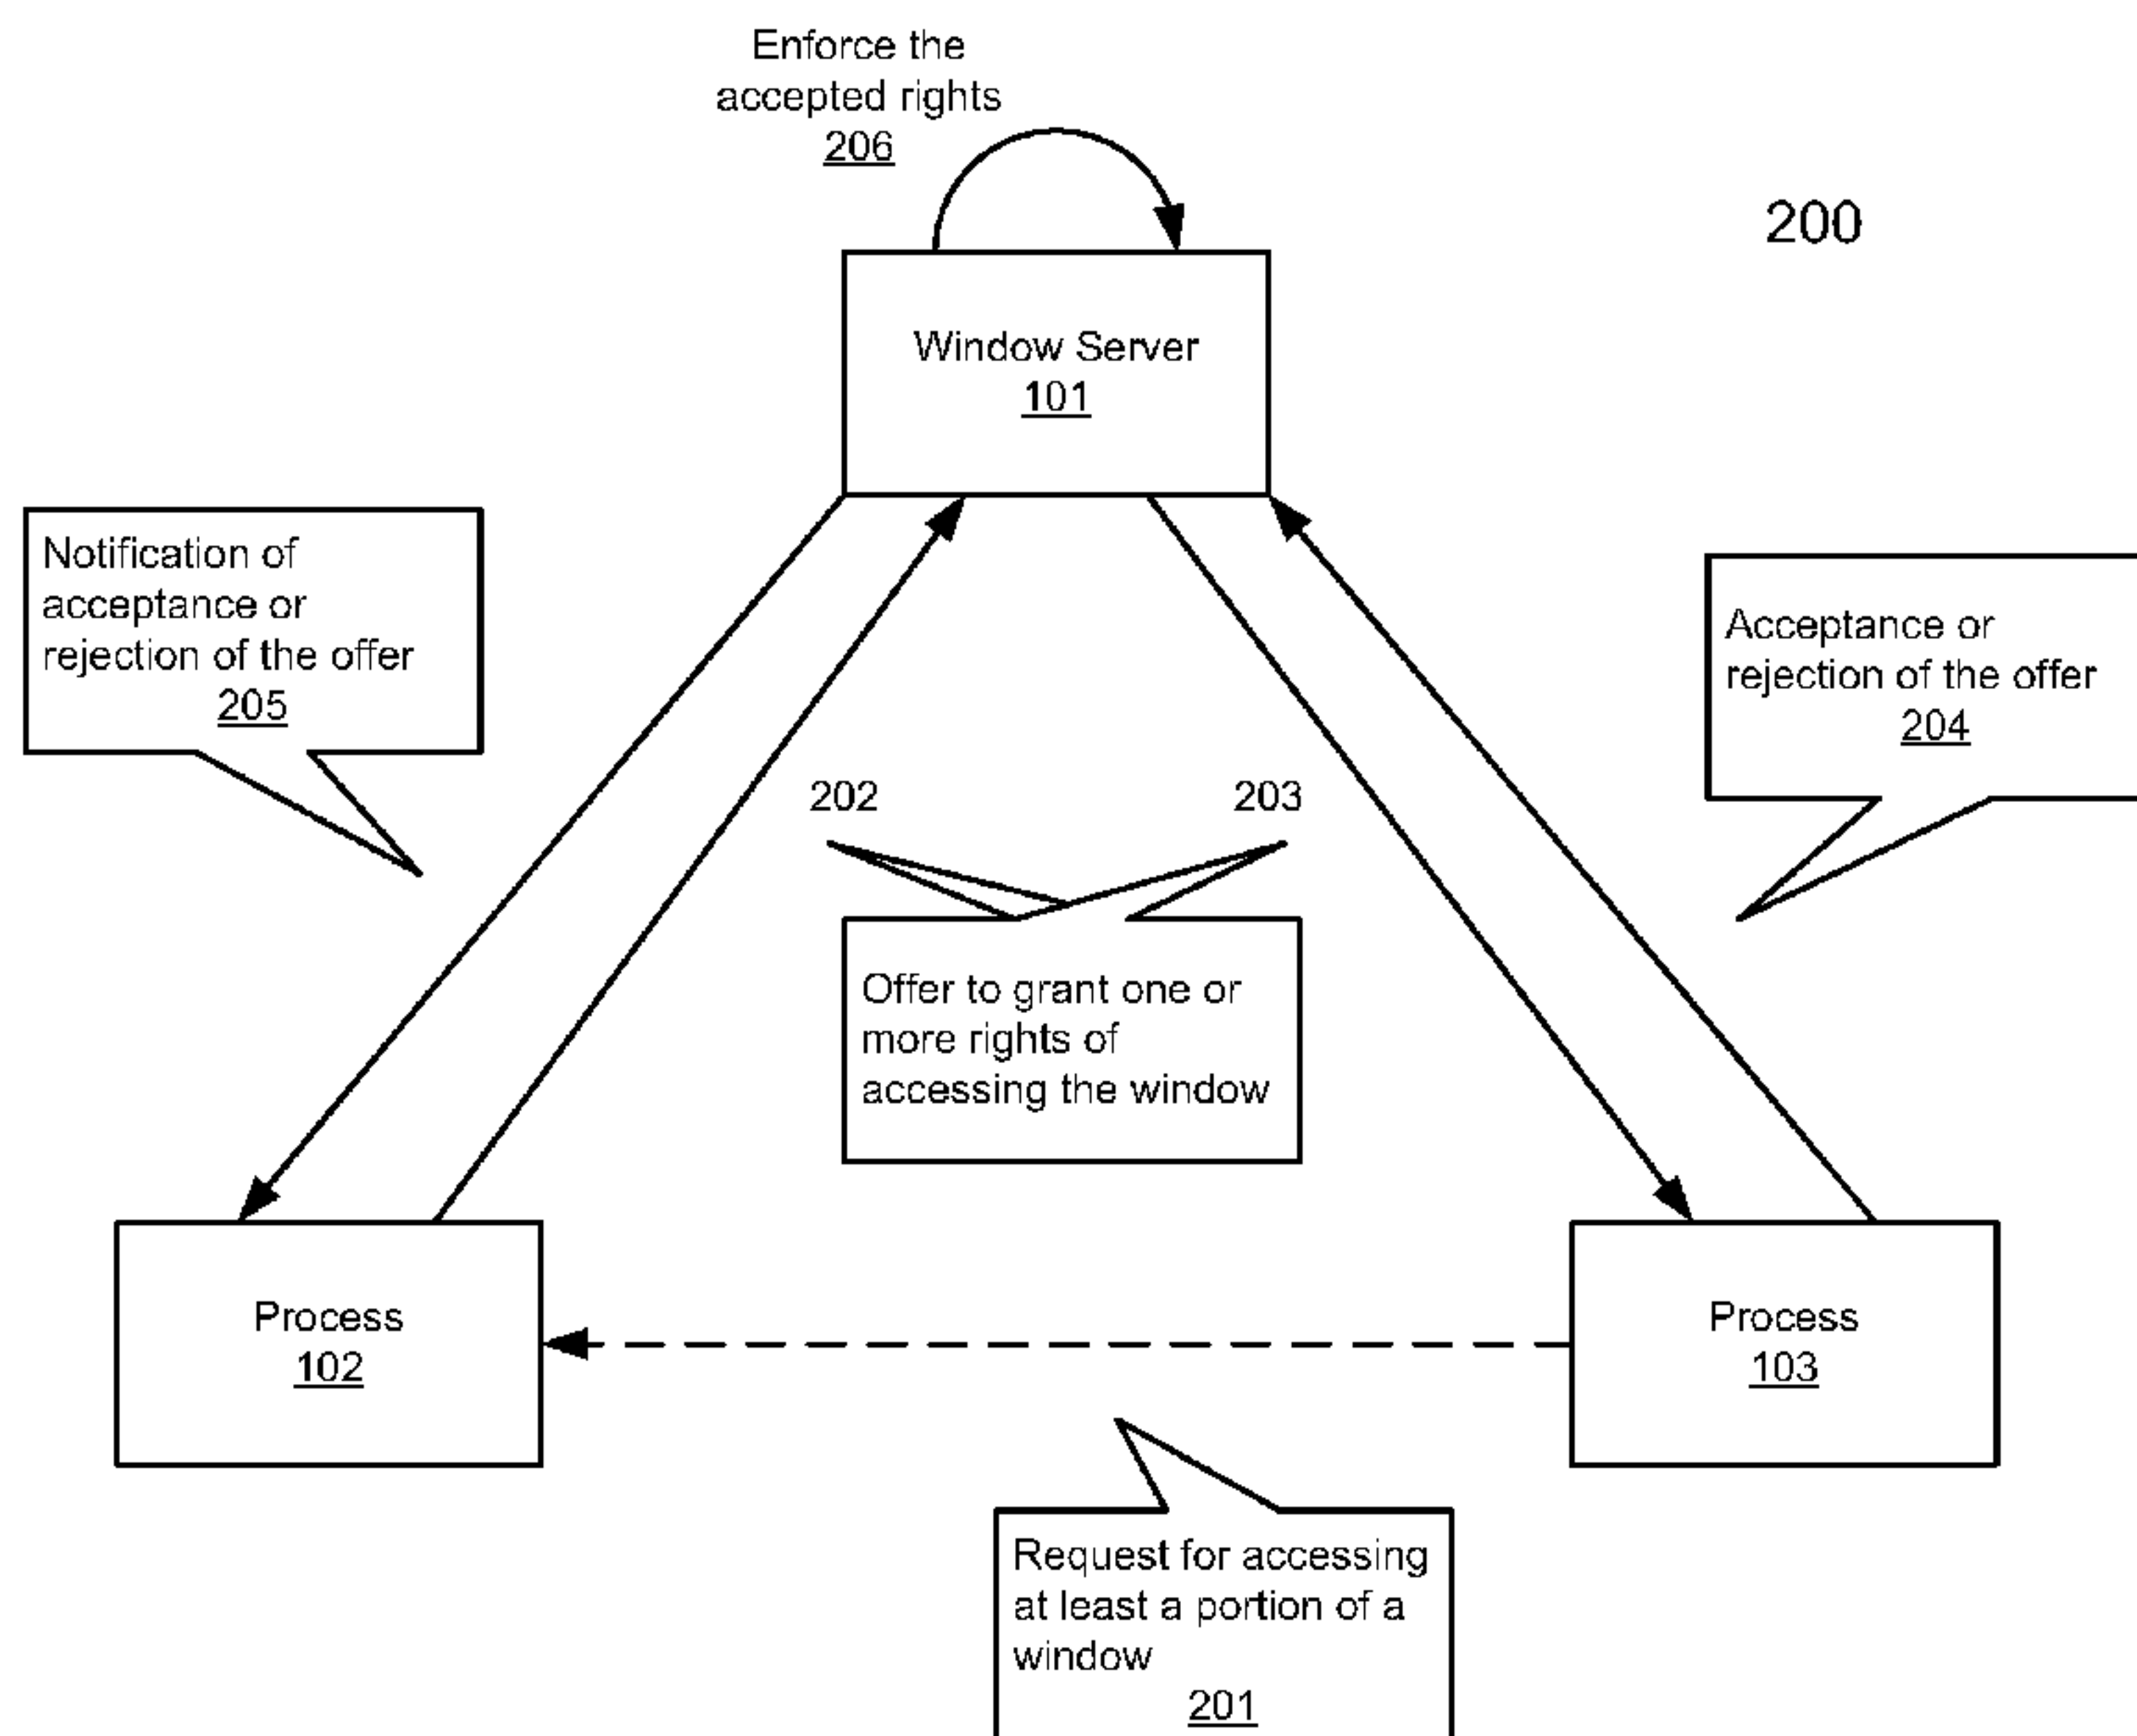 Enforce the
accepted rights
206
200
Window Server
101
Notification of
acceptance or
rejection of the offer
205
Acceptance or
rejection of the offer
204
202
203
Offer to grant one or
more rights of
accessing the window
Process
102
Process
103
Request for accessing
at least a portion of a
window
201